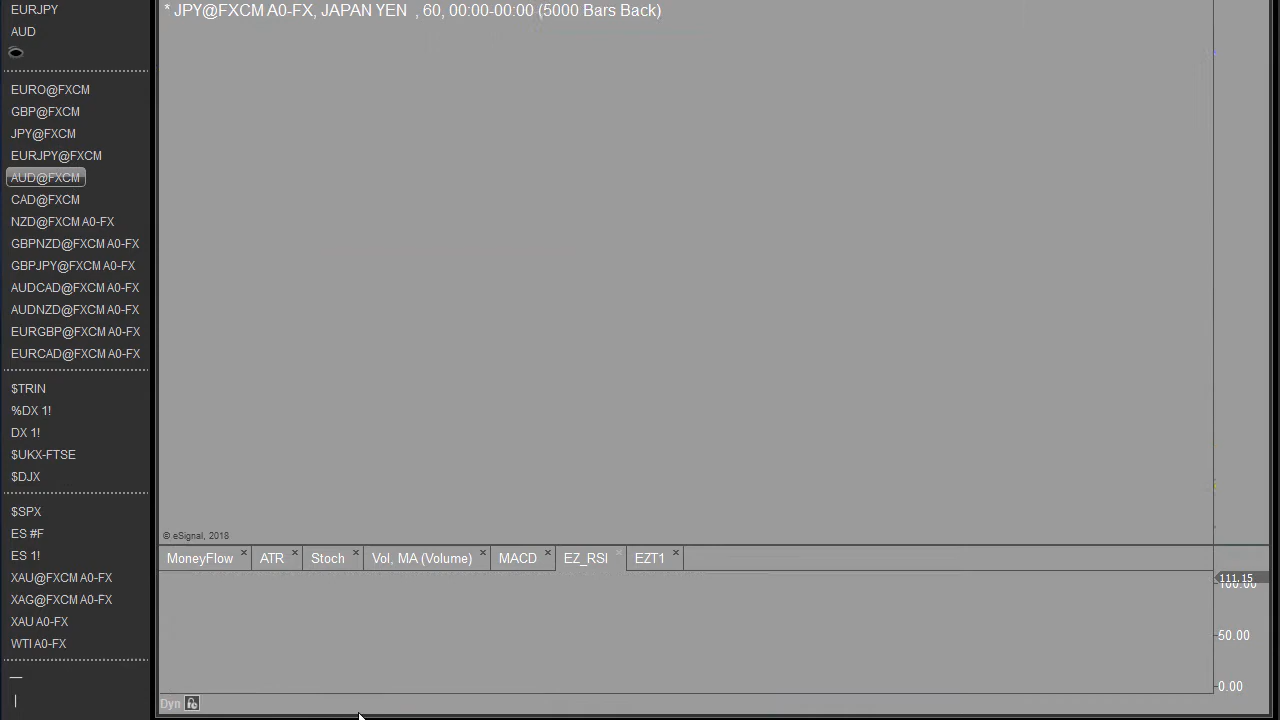 EURJPY
AUD
EURO@FXCM
GBP@FXCM
JPY@FXCM
EURJPY@FXCM
AUD@FXCM
CAD@FXCM
NZD@FXCM A0-FX
GBPNZD@FXCM A0-FX
GBPJPY@FXCM A0-FX
AUDCAD@FXCM A0-FX
AUDNZD@FXCM A0-FX
EURGBP@FXCM A0-FX
EURCAD@FXCM A0-FX
$TRIN
%DX 1!
DX 1!
$UKX-FTSE
$DJX
$SPX
ES #F
ES 1!
XAU@FXCM A0-FX
XAG@FXCM A0-FX
XAU A0-FX
WTI A0-FX
* JPY@FXCM A0-FX, JAPAN YEN , 60, 00:00-00:00 (5000 Bars Back)
© eSignal, 2018
MoneyFlow ATR Stoch Vol, MA (Volume) MACD EZ_RSI EZT1
111.15
100.00
50.00
0.00
Dyn